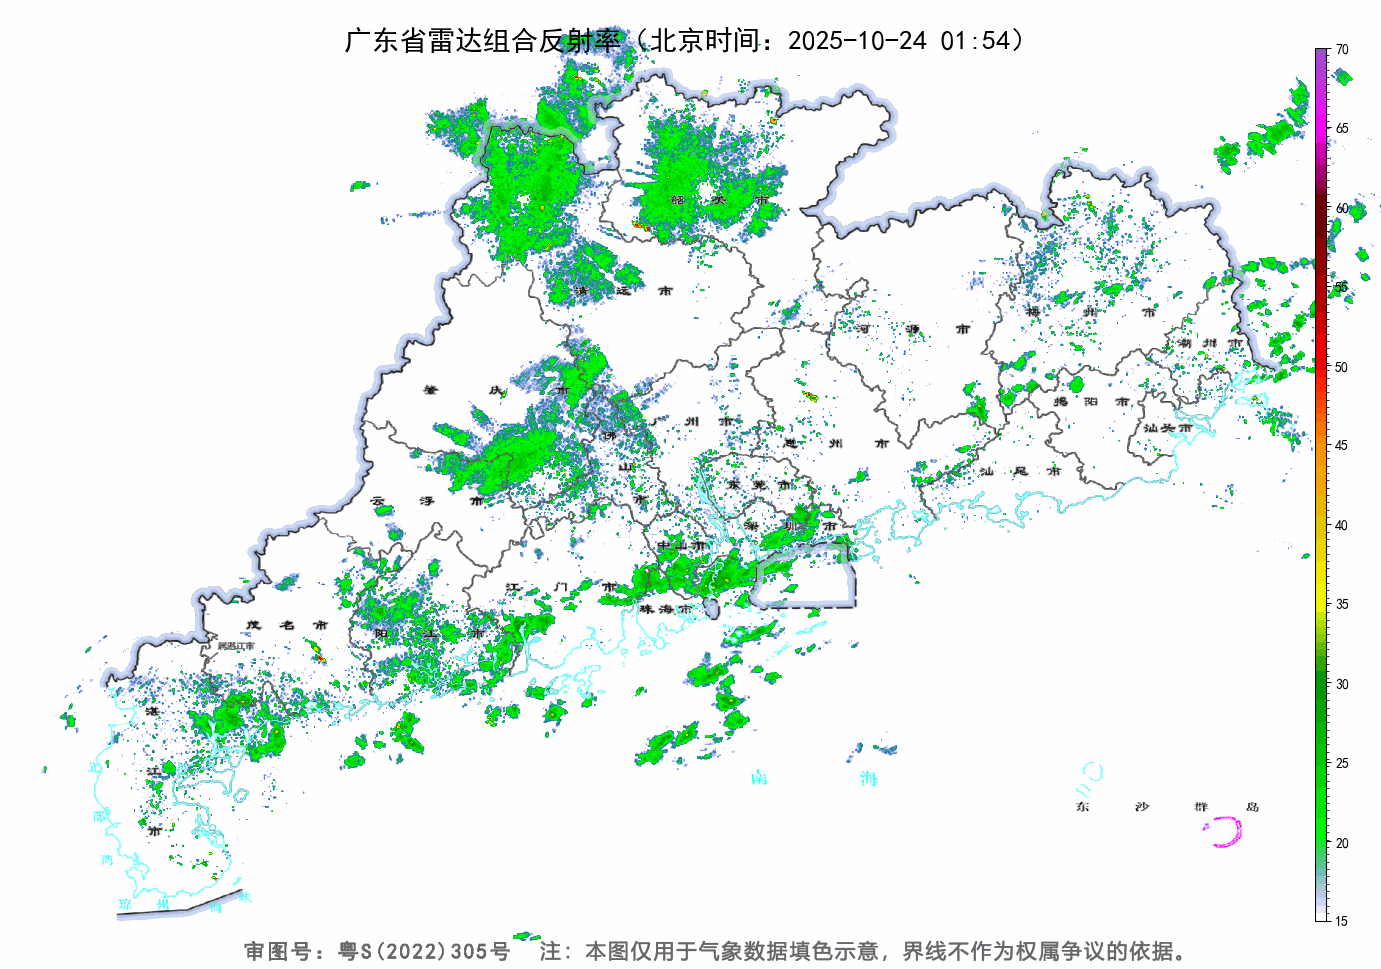 广东省雷达组合反射率（北京时间：2025-10-24 01:54）
70
65
60
55
50
45
40
35
30
25
20
15
韶关市
清远市
河源市
梅州市
潮州市
肇庆市
广州市
惠州市
揭阳市
汕头市
佛山市
云浮市
东莞市
汕尾市
深圳市
中山市
江门市
珠海市
茂名市
阳江市
属湛江市
湛江市
北部湾
南海
东沙群岛
琼州海峡
审图号：粤S(2022)305号 注：本图仅用于气象数据填色示意，界线不作为权属争议的依据。